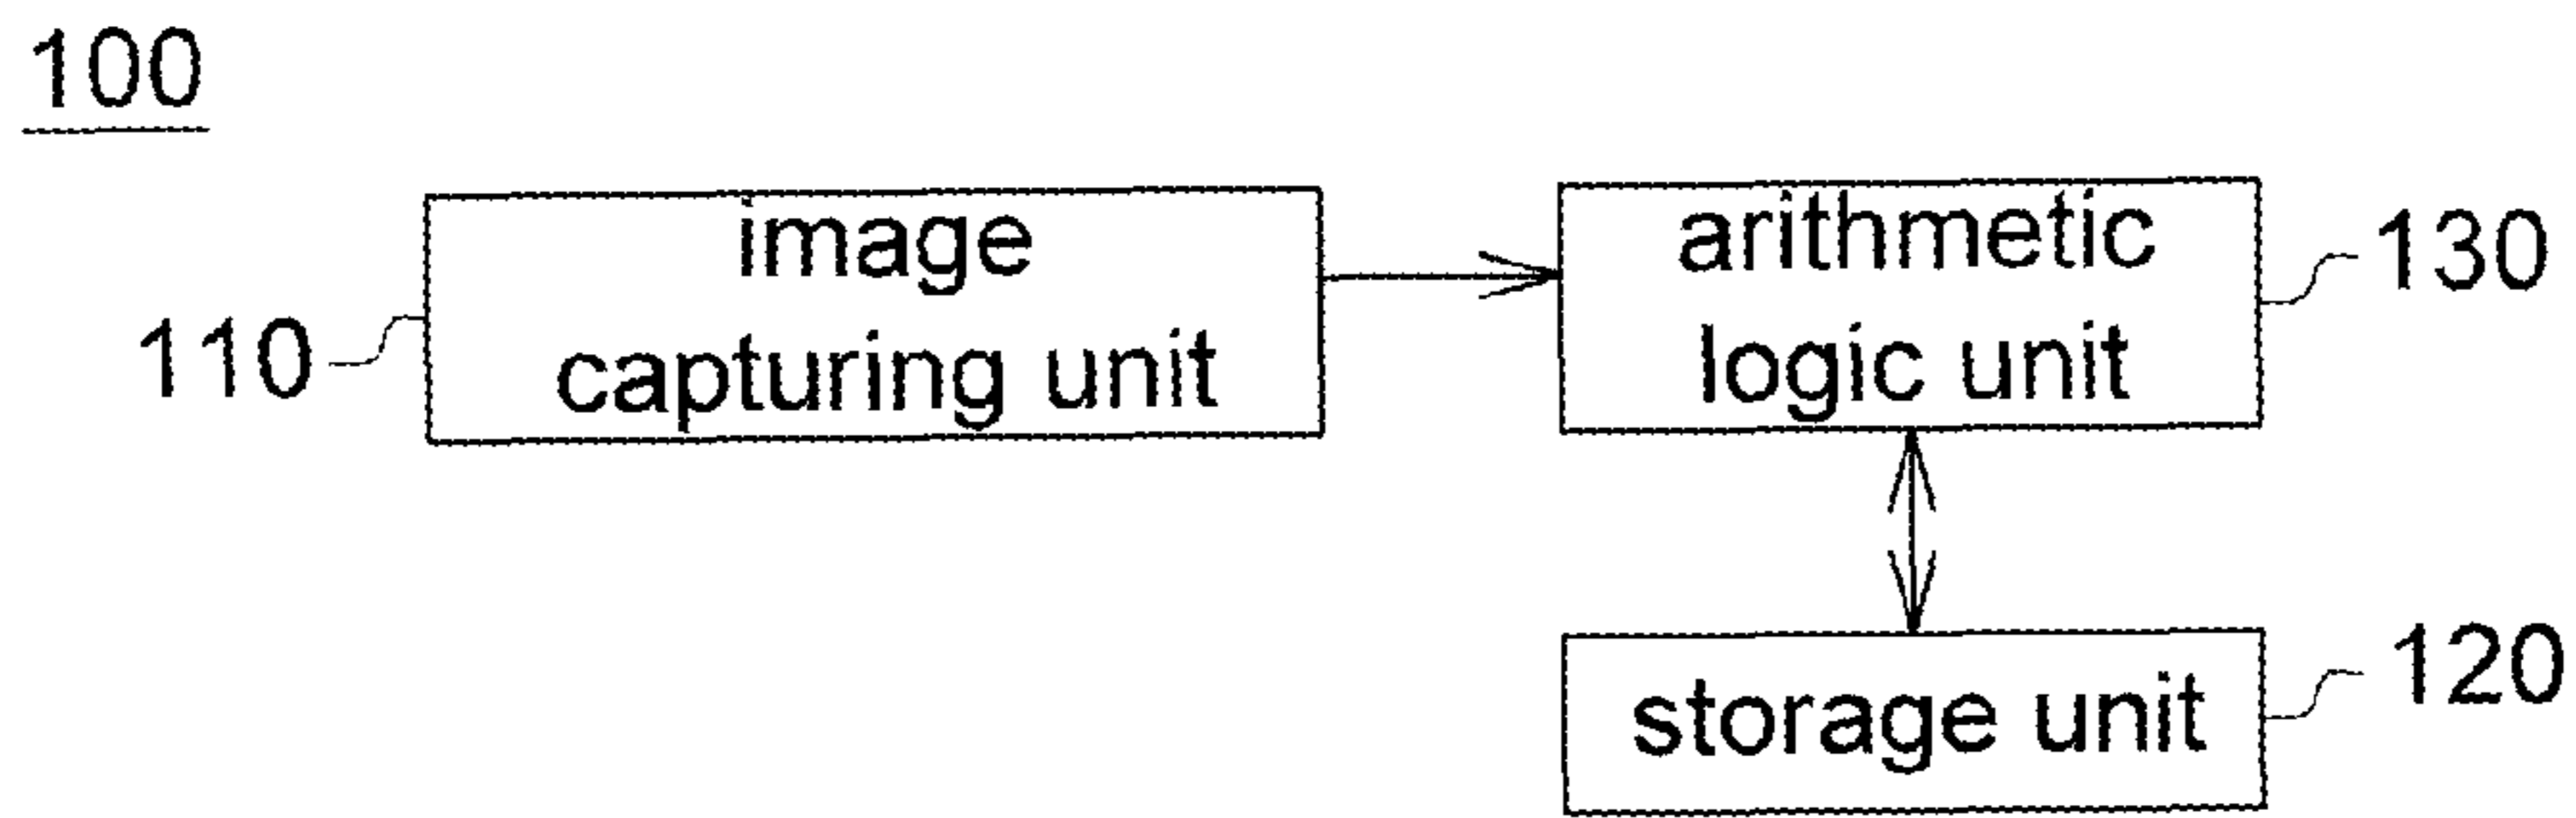 100
image
capturing unit
110
arithmetic
logic unit
130
storage unit
120